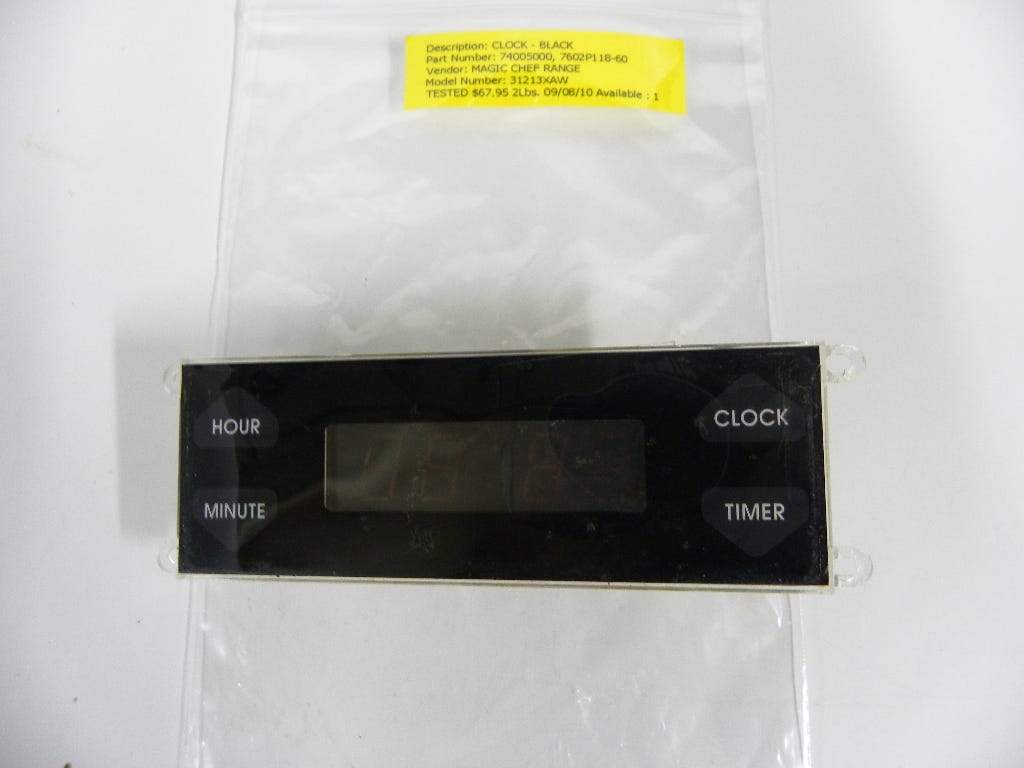 Description: CLOCK - BLACK
Part Number: 74005000, 7602P118-60
Vendor: MAGIC CHEF RANGE
Model Number: 31213XAW
TESTED $67.95 2Lbs. 09/08/10 Available : 1
HOUR
CLOCK
MINUTE
TIMER